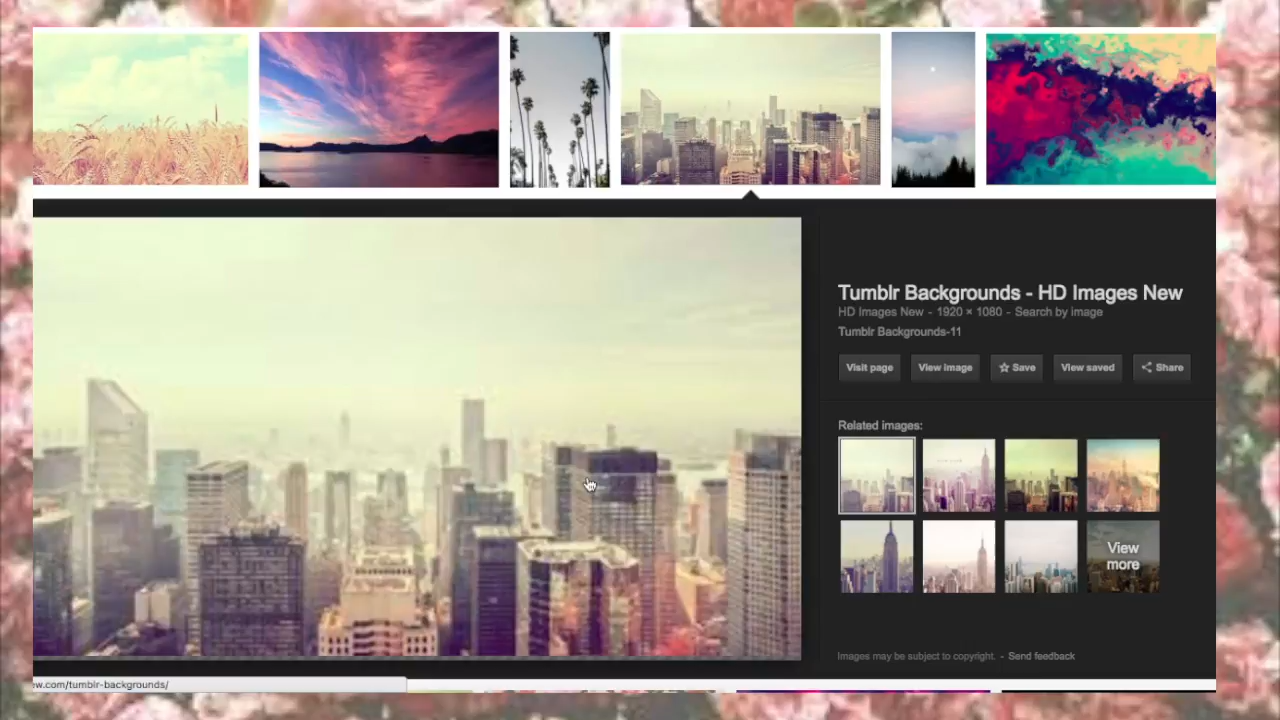 Tumblr Backgrounds - HD Images New
HD Images New - 1920 × 1080 - Search by image
Tumblr Backgrounds-11
Visit page View image Save View saved Share
Related images:
View
more
Images may be subject to copyright. - Send feedback
ew.com/tumblr-backgrounds/